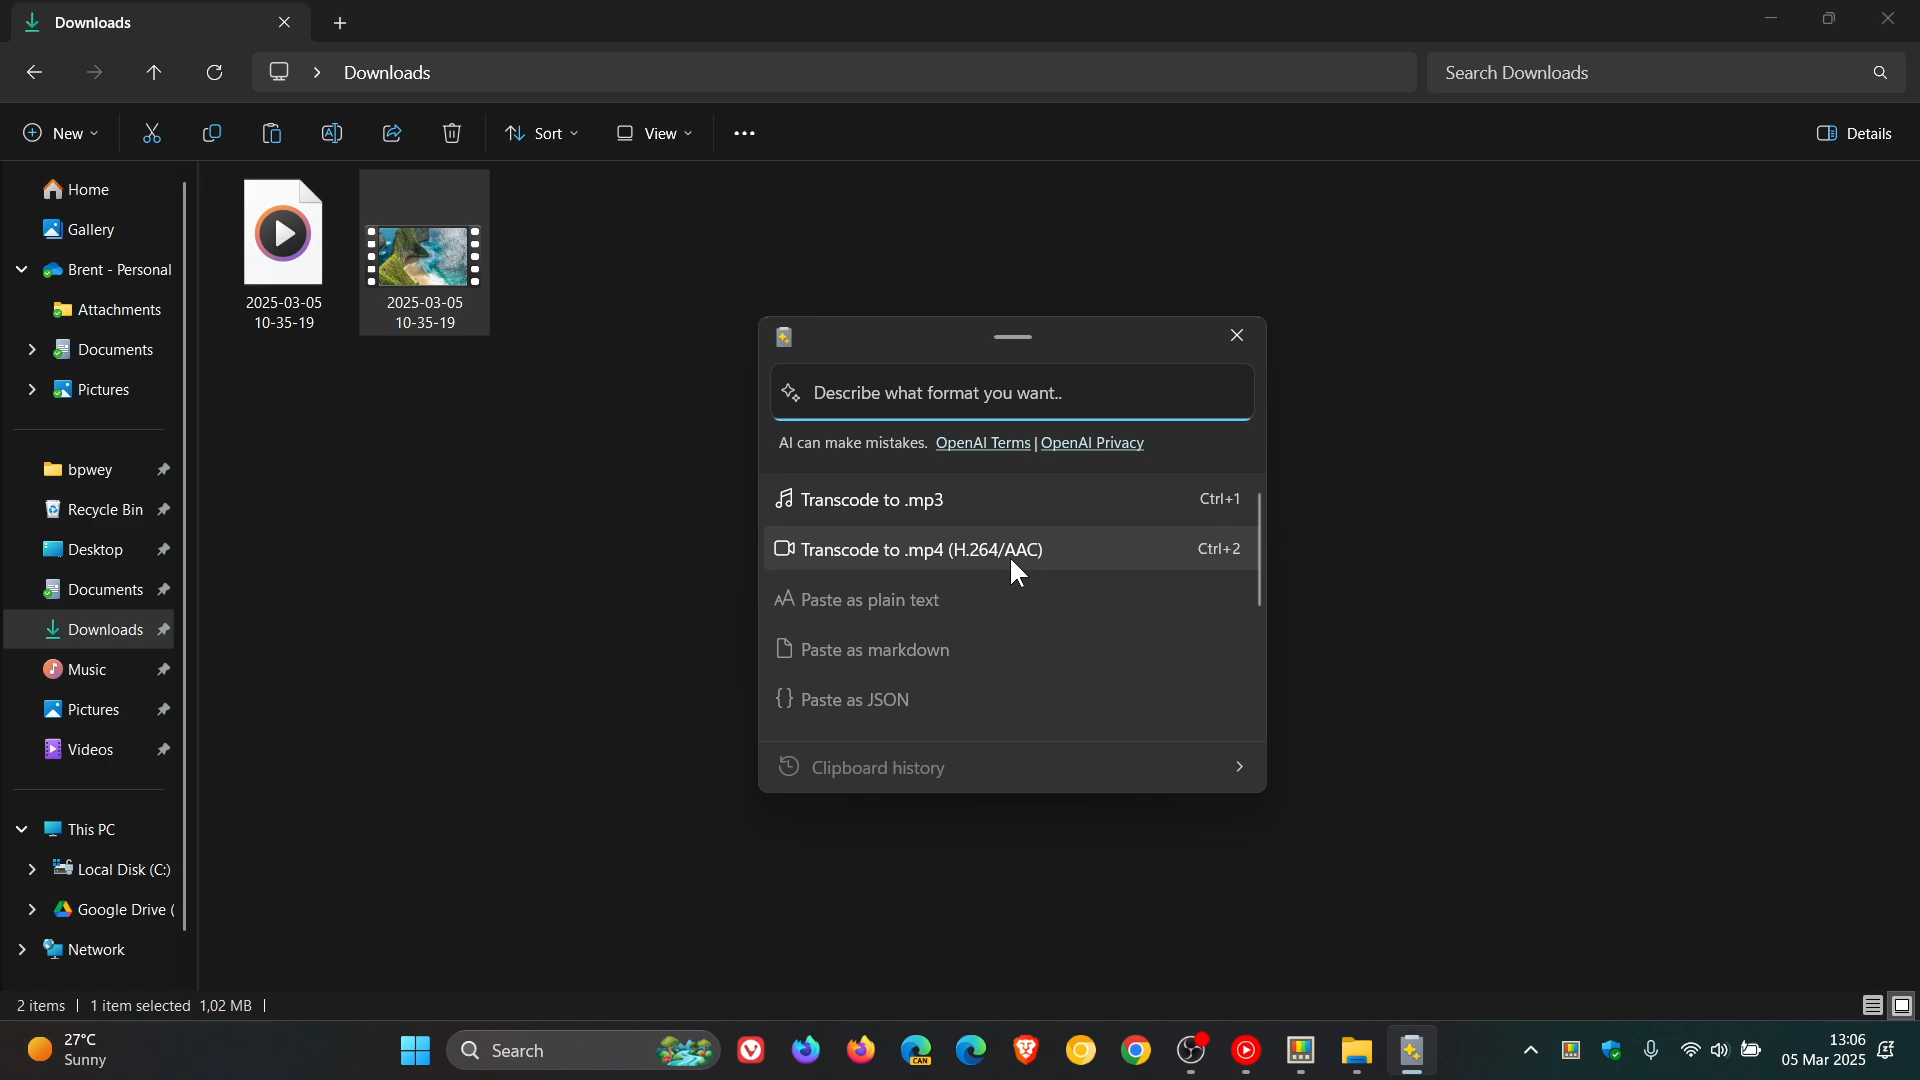 Downloads
Downloads
Search Downloads
New
Sort
View
Details
Home
Gallery
Brent - Personal
Attachments
Documents
Pictures
bpwey
Recycle Bin
Desktop
Documents
Downloads
Music
Pictures
Videos
This PC
Local Disk (C:)
Google Drive (
Network
2025-03-05
10-35-19
2025-03-05
10-35-19
Describe what format you want..
AI can make mistakes. OpenAI Terms | OpenAI Privacy
Transcode to .mp3 Ctrl+1
Transcode to .mp4 (H.264/AAC) Ctrl+2
Paste as plain text
Paste as markdown
Paste as JSON
Clipboard history
2 items | 1 item selected 1,02 MB |
27°C
Sunny
Search
CAN
13:06
05 Mar 2025